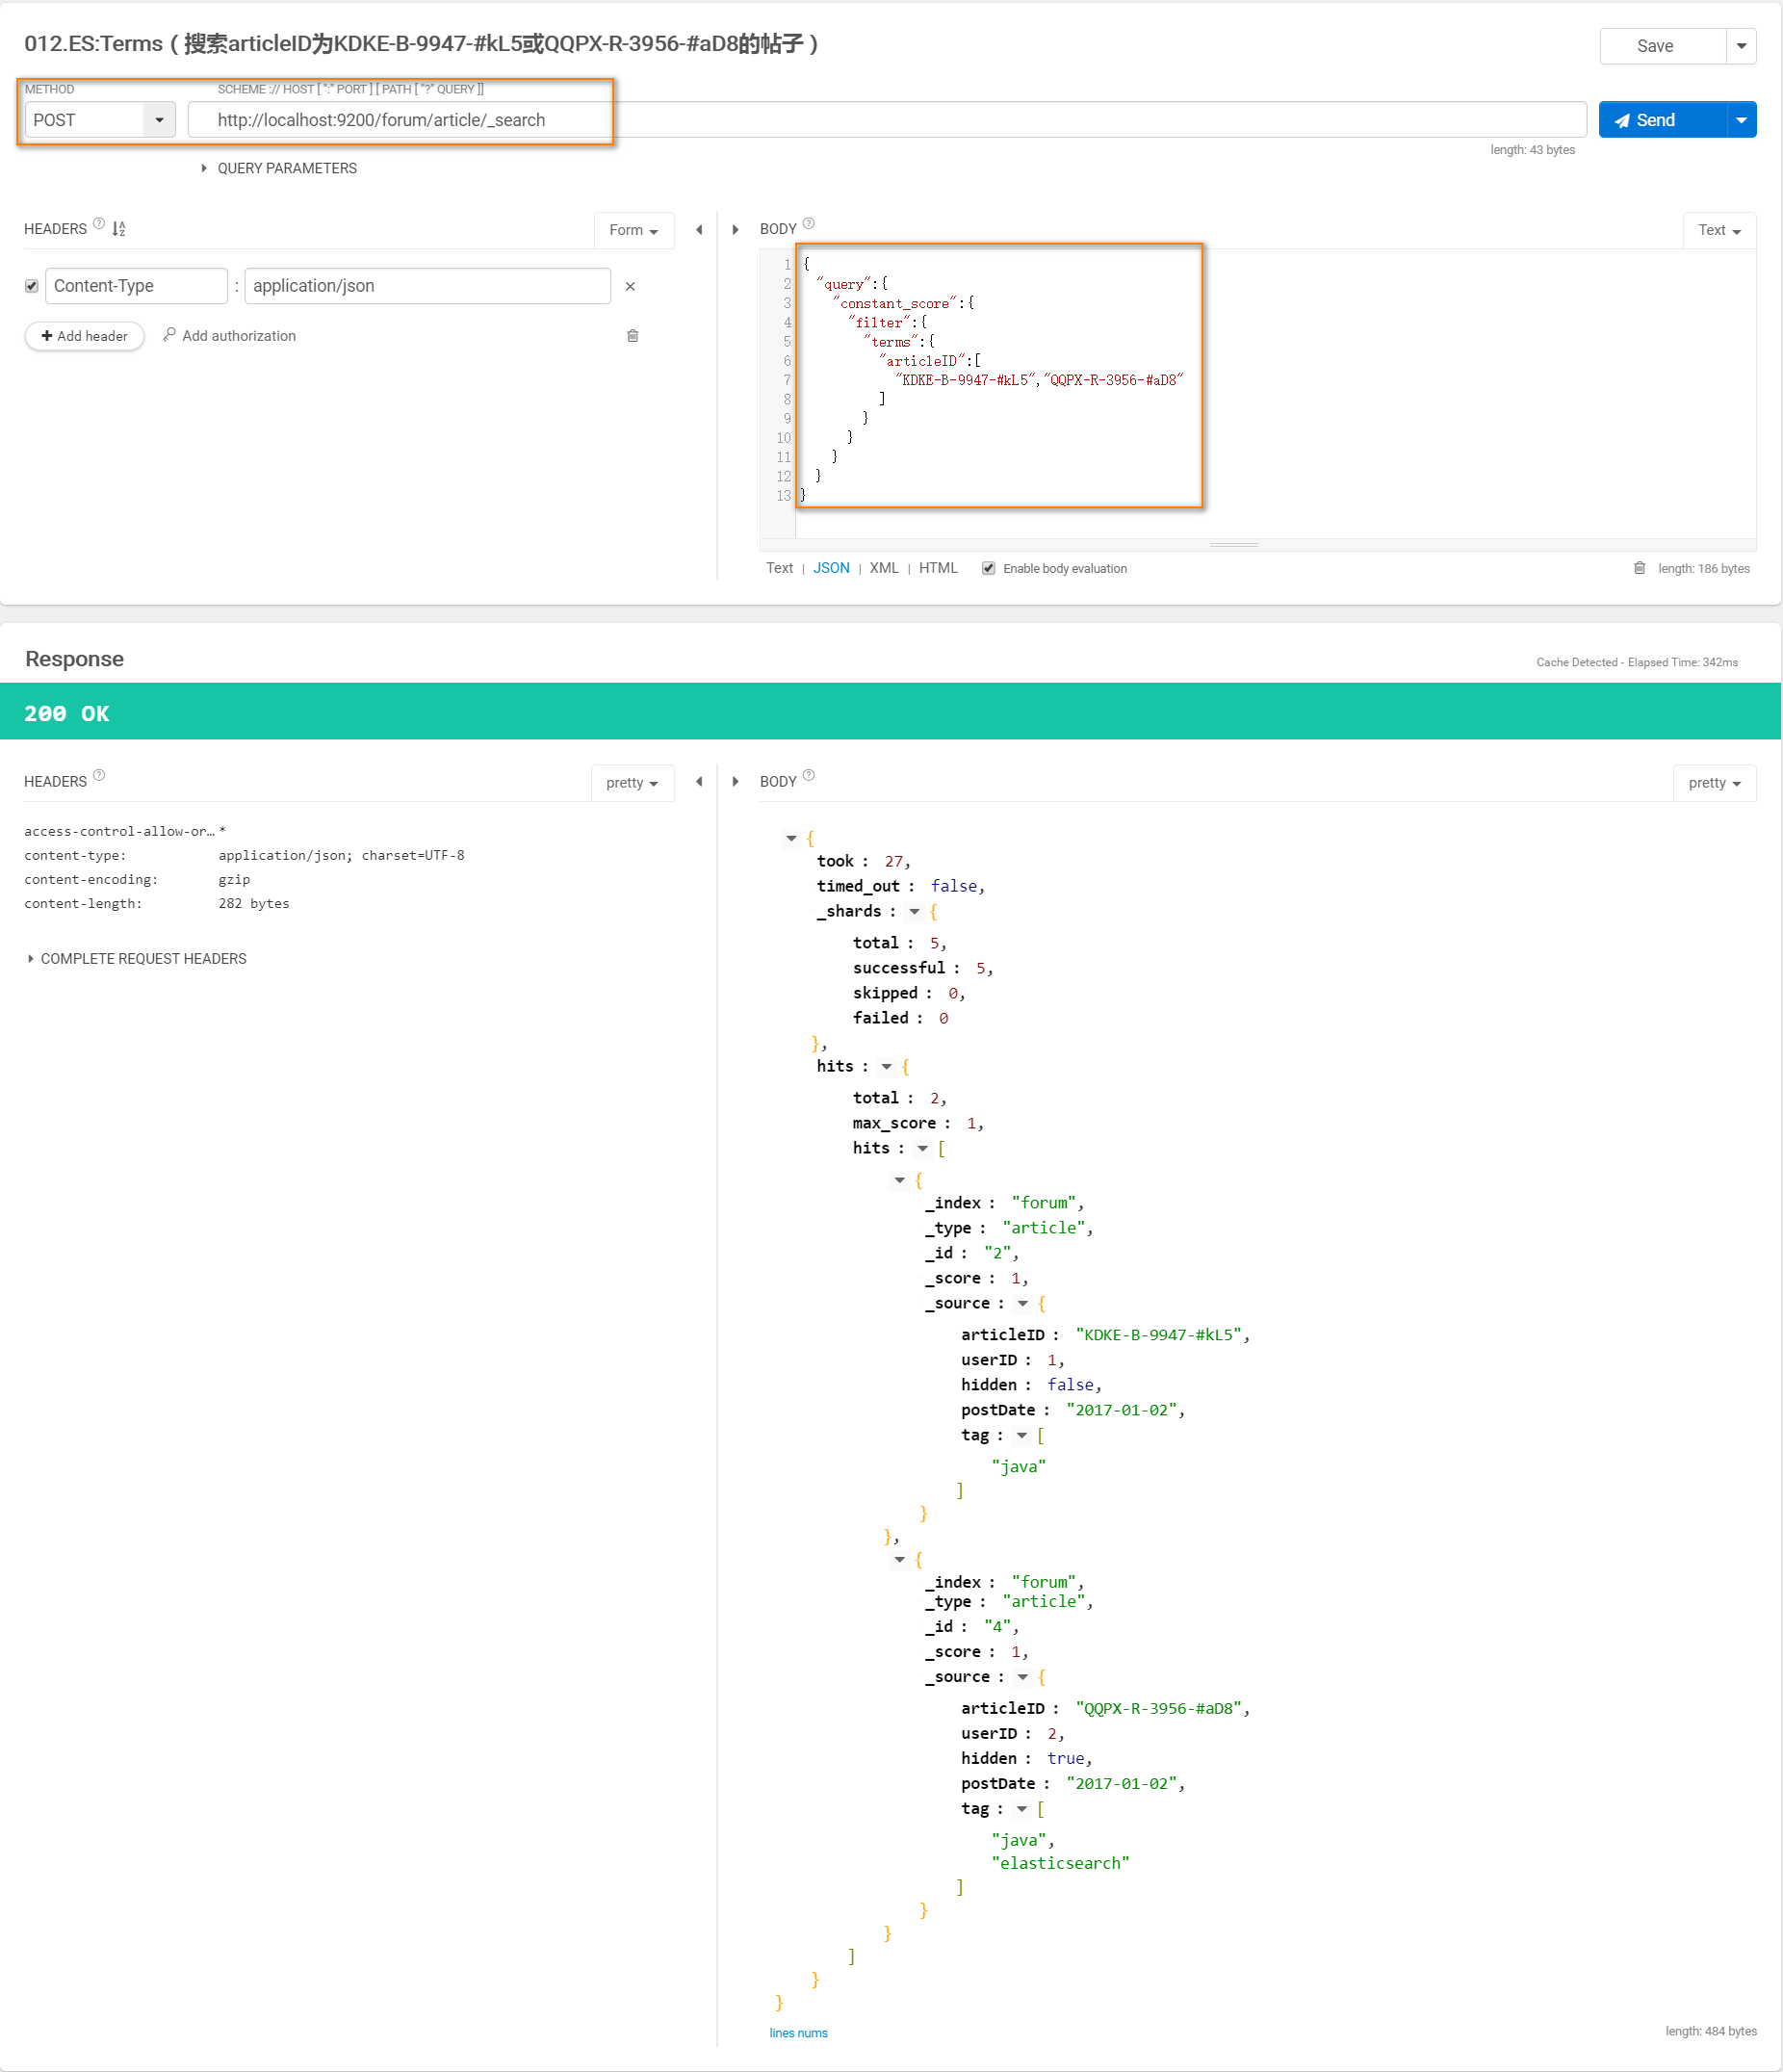 012.ES:Terms ( 搜索articleID为KDKE-B-9947-#kL5或QQPX-R-3956-#aD8的帖子 )
Save
METHOD
SCHEME :// HOST [ ":" PORT ] [ PATH [ "?" QUERY ]]
POST
http://localhost:9200/forum/article/_search
Send
length: 43 bytes
QUERY PARAMETERS
HEADERS ?
Form
BODY ?
Text
Content-Type : application/json ×
+ Add header
Add authorization
1 {
2 "query":{
3 "constant_score":{
4 "filter":{
5 "terms":{
6 "articleID":[
7 "KDKE-B-9947-#kL5","QQPX-R-3956-#aD8"
8 ]
9 }
10 }
11 }
12 }
13 }
Text | JSON | XML | HTML
Enable body evaluation
length: 186 bytes
Response
Cache Detected - Elapsed Time: 342ms
200 OK
HEADERS ?
pretty
BODY ?
pretty
access-control-allow-or… *
content-type: application/json; charset=UTF-8
content-encoding: gzip
content-length: 282 bytes
COMPLETE REQUEST HEADERS
{
took : 27,
timed_out : false,
_shards : {
total : 5,
successful : 5,
skipped : 0,
failed : 0
},
hits : {
total : 2,
max_score : 1,
hits : [
{
_index : "forum",
_type : "article",
_id : "2",
_score : 1,
_source : {
articleID : "KDKE-B-9947-#kL5",
userID : 1,
hidden : false,
postDate : "2017-01-02",
tag : [
"java"
]
}
},
{
_index : "forum",
_type : "article",
_id : "4",
_score : 1,
_source : {
articleID : "QQPX-R-3956-#aD8",
userID : 2,
hidden : true,
postDate : "2017-01-02",
tag : [
"java",
"elasticsearch"
]
}
}
]
}
}
lines nums
length: 484 bytes